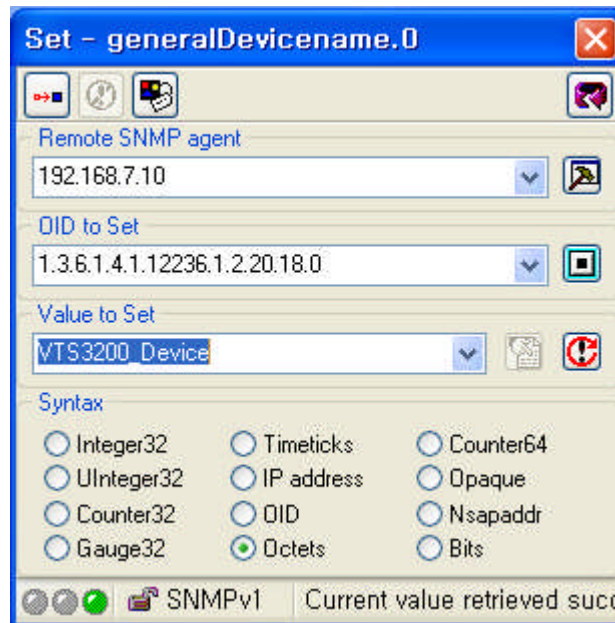 Set - generalDevicename.0
Remote SNMP agent
192.168.7.10
OID to Set
1.3.6.1.4.1.12236.1.2.20.18.0
Value to Set
VTS3200_Device
Syntax
Integer32 Timeticks Counter64
UInteger32 IP address Opaque
Counter32 OID Nsapaddr
Gauge32 Octets Bits
SNMPv1 Current value retrieved succ